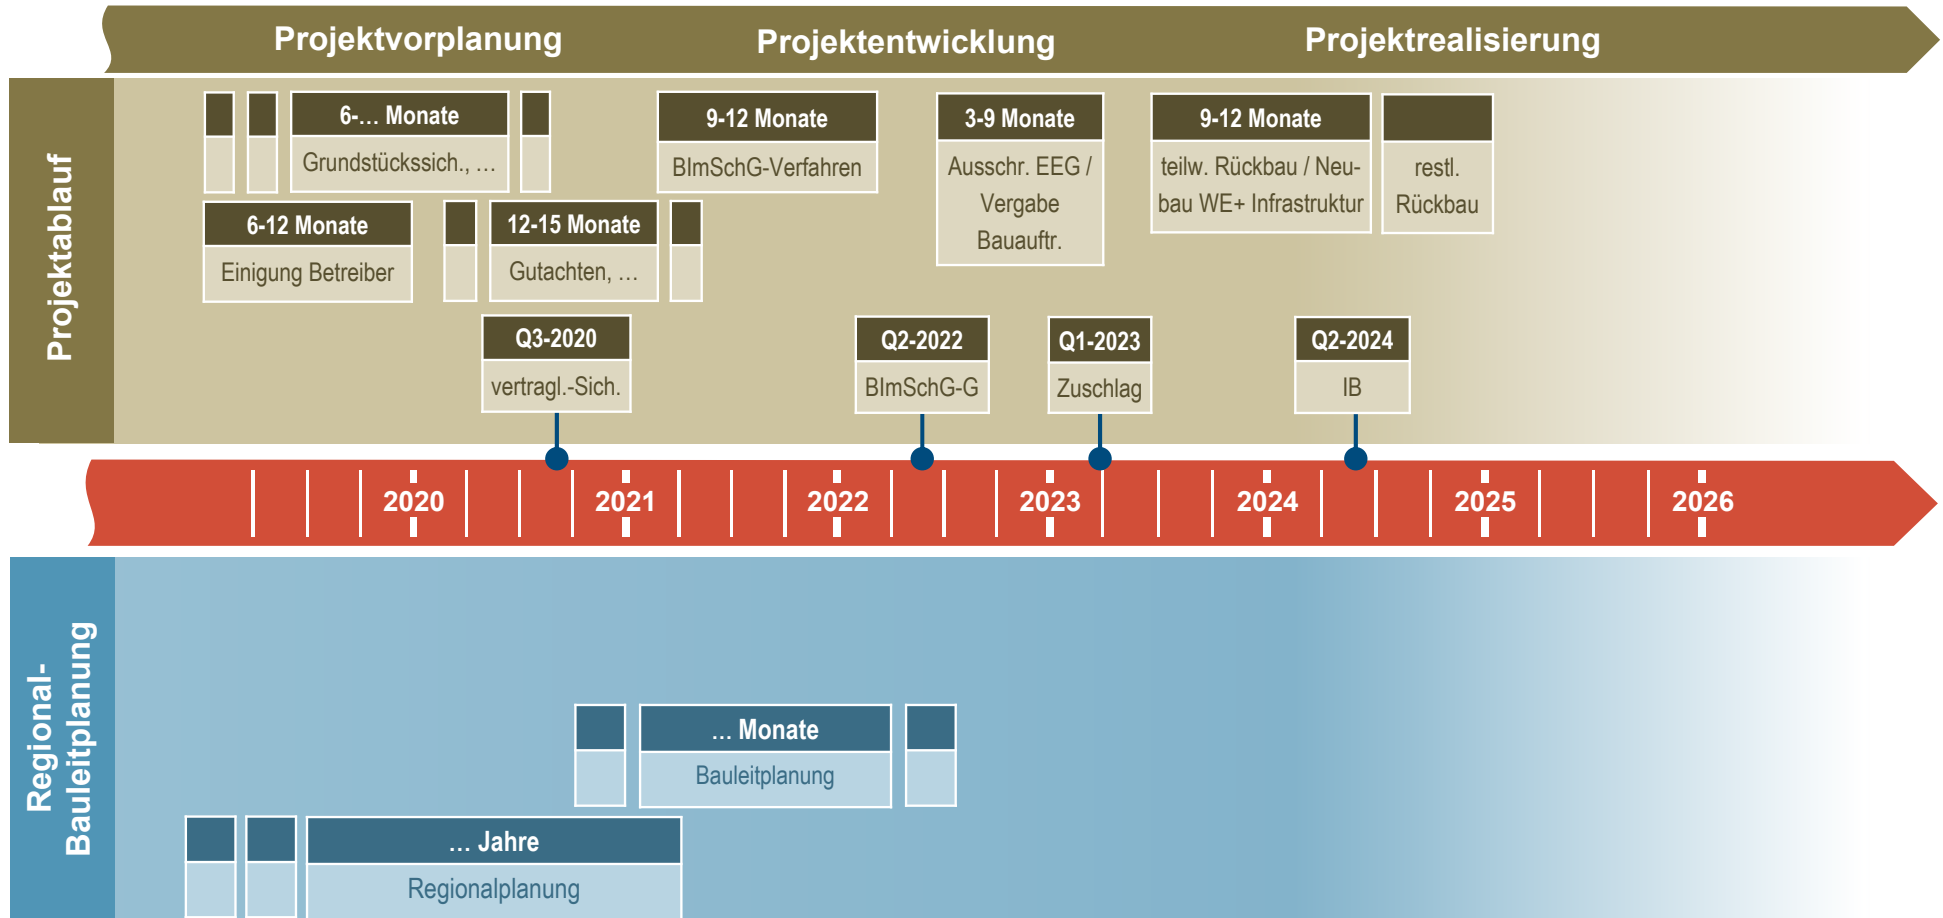 Projektvorplanung
Projektentwicklung
Projektrealisierung
Projektablauf
6-… Monate
Grundstückssich., …
9-12 Monate
BImSchG-Verfahren
3-9 Monate
Ausschr. EEG /
Vergabe
Bauauftr.
9-12 Monate
teilw. Rückbau / Neu-
bau WE+ Infrastruktur
restl.
Rückbau
6-12 Monate
Einigung Betreiber
12-15 Monate
Gutachten, …
Q3-2020
vertragl.-Sich.
Q2-2022
BImSchG-G
Q1-2023
Zuschlag
Q2-2024
IB
2020
2021
2022
2023
2024
2025
2026
Regional-
Bauleitplanung
… Monate
Bauleitplanung
… Jahre
Regionalplanung